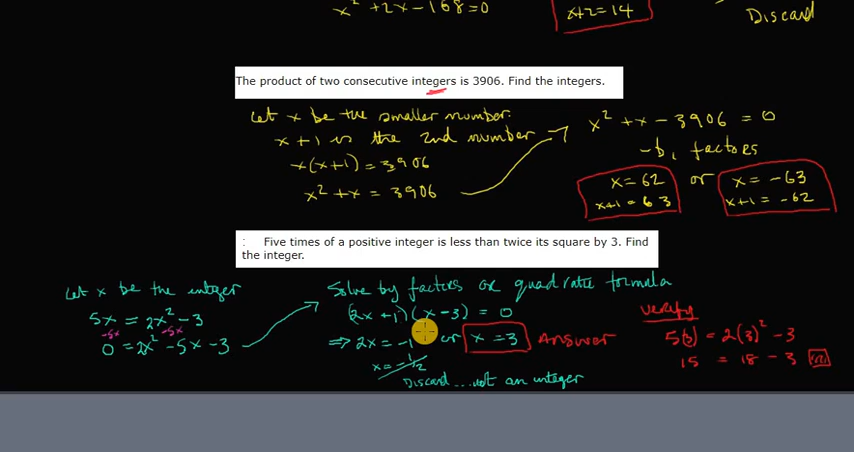 x² + 2x - 168 = 0
x+2 = 14
Discard
The product of two consecutive integers is 3906. Find the integers.
Let x be the smaller number.
x + 1 is the 2nd number
x(x+1) = 3906
x² + x = 3906
x² + x - 3906 = 0
factors
x = 62 or x = -63
x+1 = 63 x+1 = -62
: Five times of a positive integer is less than twice its square by 3. Find
the integer.
Let x be the integer
5x = 2x² - 3
-5x -5x
0 = 2x² - 5x - 3
Solve by factors or quadratic formula
(2x + 1)(x - 3) = 0
⇒ 2x = -1 or x = 3 Answer
x = -1/2
Discard...not an integer
verify
5(3) = 2(3)² - 3
15 = 18 - 3